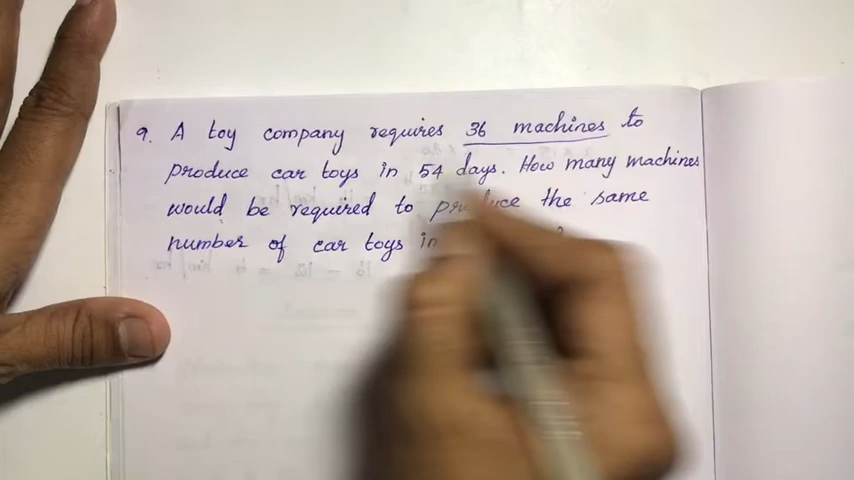 9. A toy company requires 36 machines to
produce car toys in 54 days. How many machines
would be required to produce the same
number of car toys in